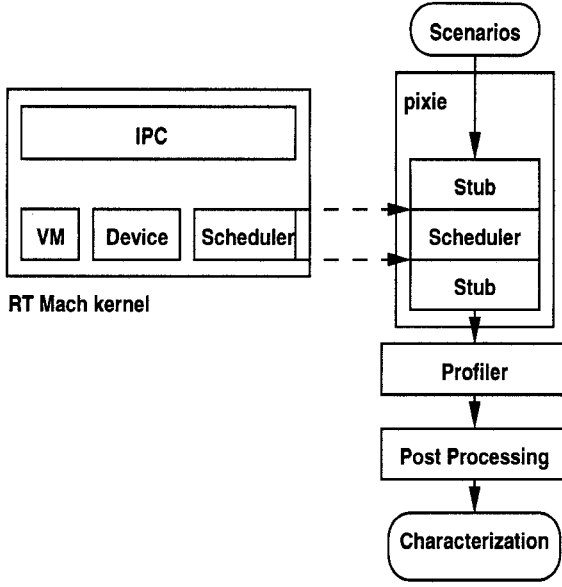 Scenarios
pixie
IPC
Stub
VM
Device
Scheduler
Scheduler
Stub
RT Mach kernel
Profiler
Post Processing
Characterization